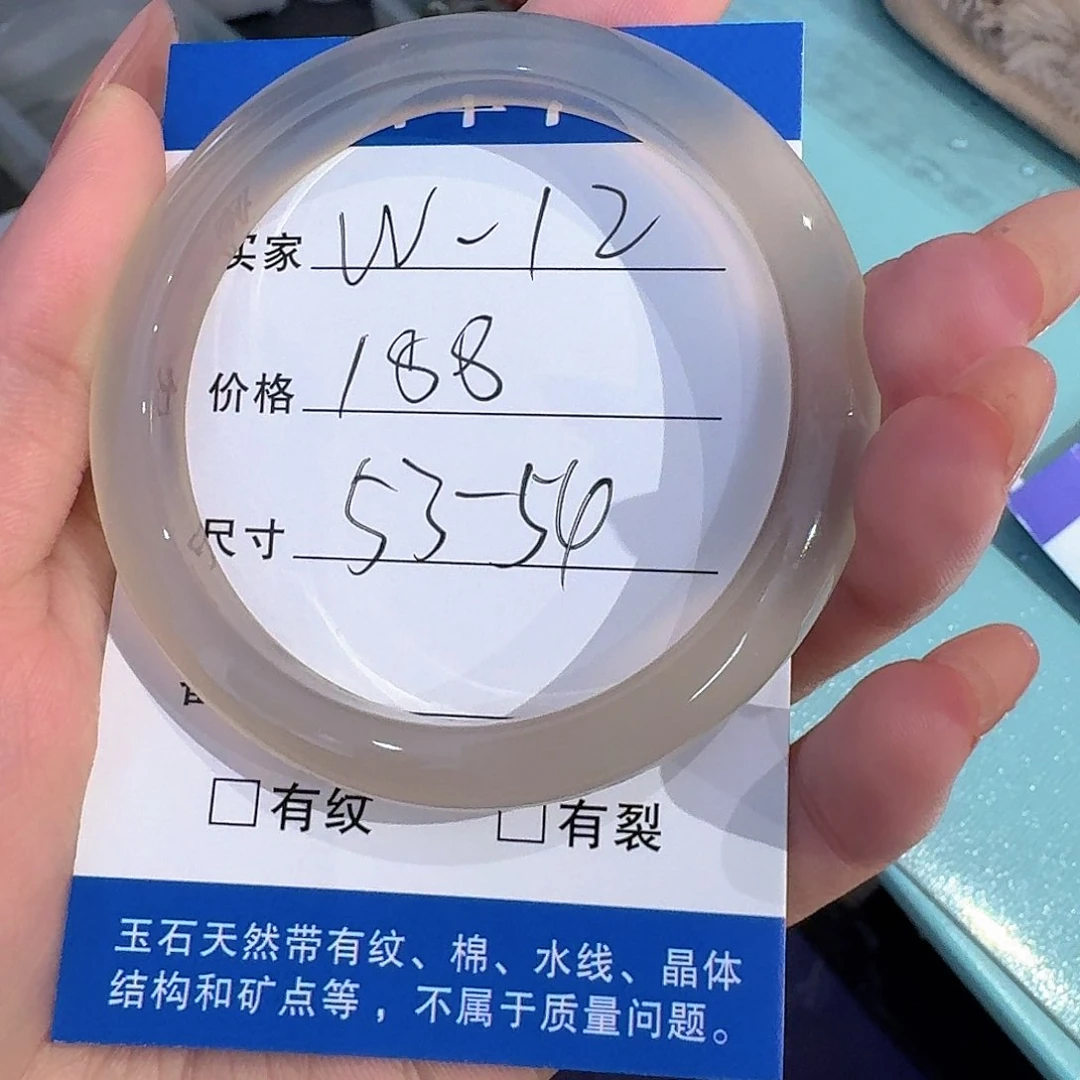 买家 W-12
价格 188
尺寸 53-54
□有纹 □有裂
玉石天然带有纹、棉、水线、晶体
结构和矿点等，不属于质量问题。